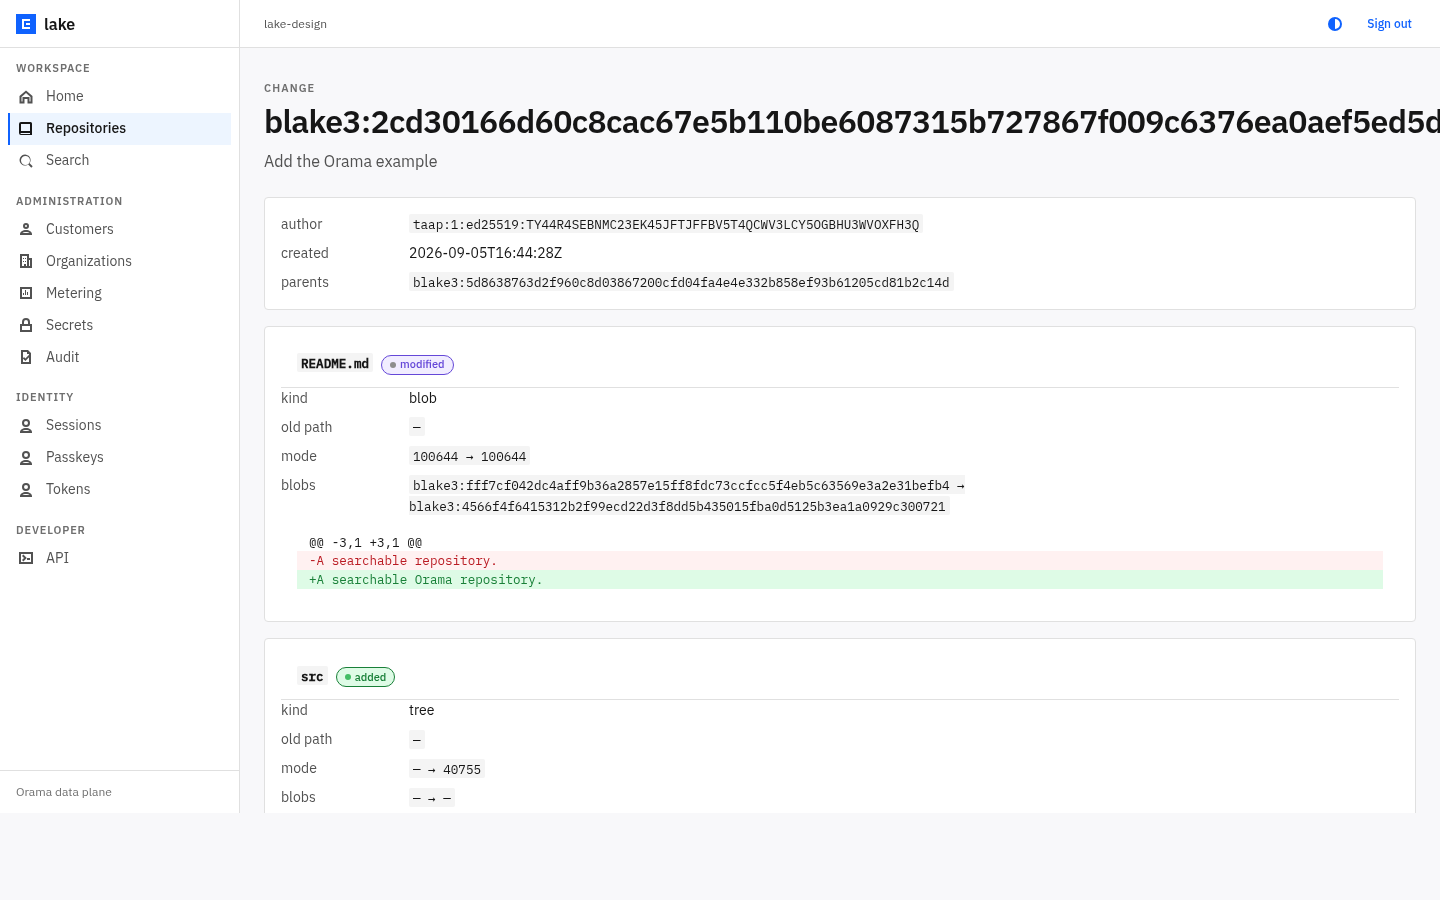 lake
lake-design
Sign out
WORKSPACE
Home
Repositories
Search
ADMINISTRATION
Customers
Organizations
Metering
Secrets
Audit
IDENTITY
Sessions
Passkeys
Tokens
DEVELOPER
API
Orama data plane
CHANGE
blake3:2cd30166d60c8cac67e5b110be6087315b727867f009c6376ea0aef5ed5d
Add the Orama example
author taap:1:ed25519:TY44R4SEBNMC23EK45JFTJFFBV5T4QCWV3LCY5OGBHU3WVOXFH3Q
created 2026-09-05T16:44:28Z
parents blake3:5d8638763d2f960c8d03867200cfd04fa4e4e332b858ef93b61205cd81b2c14d
README.md modified
kind blob
old path —
mode 100644 → 100644
blobs blake3:fff7cf042dc4aff9b36a2857e15ff8fdc73ccfcc5f4eb5c63569e3a2e31befb4 →
blake3:4566f4f6415312b2f99ecd22d3f8dd5b435015fba0d5125b3ea1a0929c300721
@@ -3,1 +3,1 @@
-A searchable repository.
+A searchable Orama repository.
src added
kind tree
old path —
mode — → 40755
blobs — → —